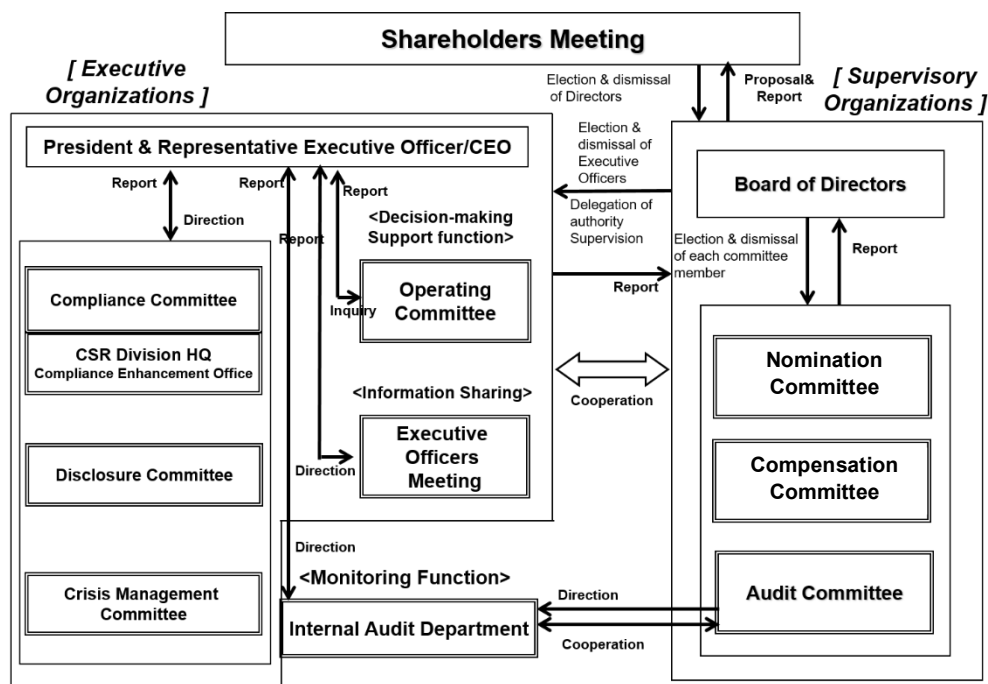 Shareholders Meeting
[ Executive
Organizations ]
Election & dismissal
of Directors
Proposal&
Report
[ Supervisory
Organizations ]
President & Representative Executive Officer/CEO
Election &
dismissal of
Executive
Officers
Board of Directors
Report
Report
Report
Direction
Report
<Decision-making
Support function>
Delegation of
authority
Supervision
Election & dismissal
of each committee
member
Report
Compliance Committee
Operating
Committee
Inquiry
Report
CSR Division HQ
Compliance Enhancement Office
Cooperation
Nomination
Committee
<Information Sharing>
Executive
Officers
Meeting
Direction
Disclosure Committee
Compensation
Committee
Direction
<Monitoring Function>
Crisis Management
Committee
Internal Audit Department
Direction
Cooperation
Audit Committee